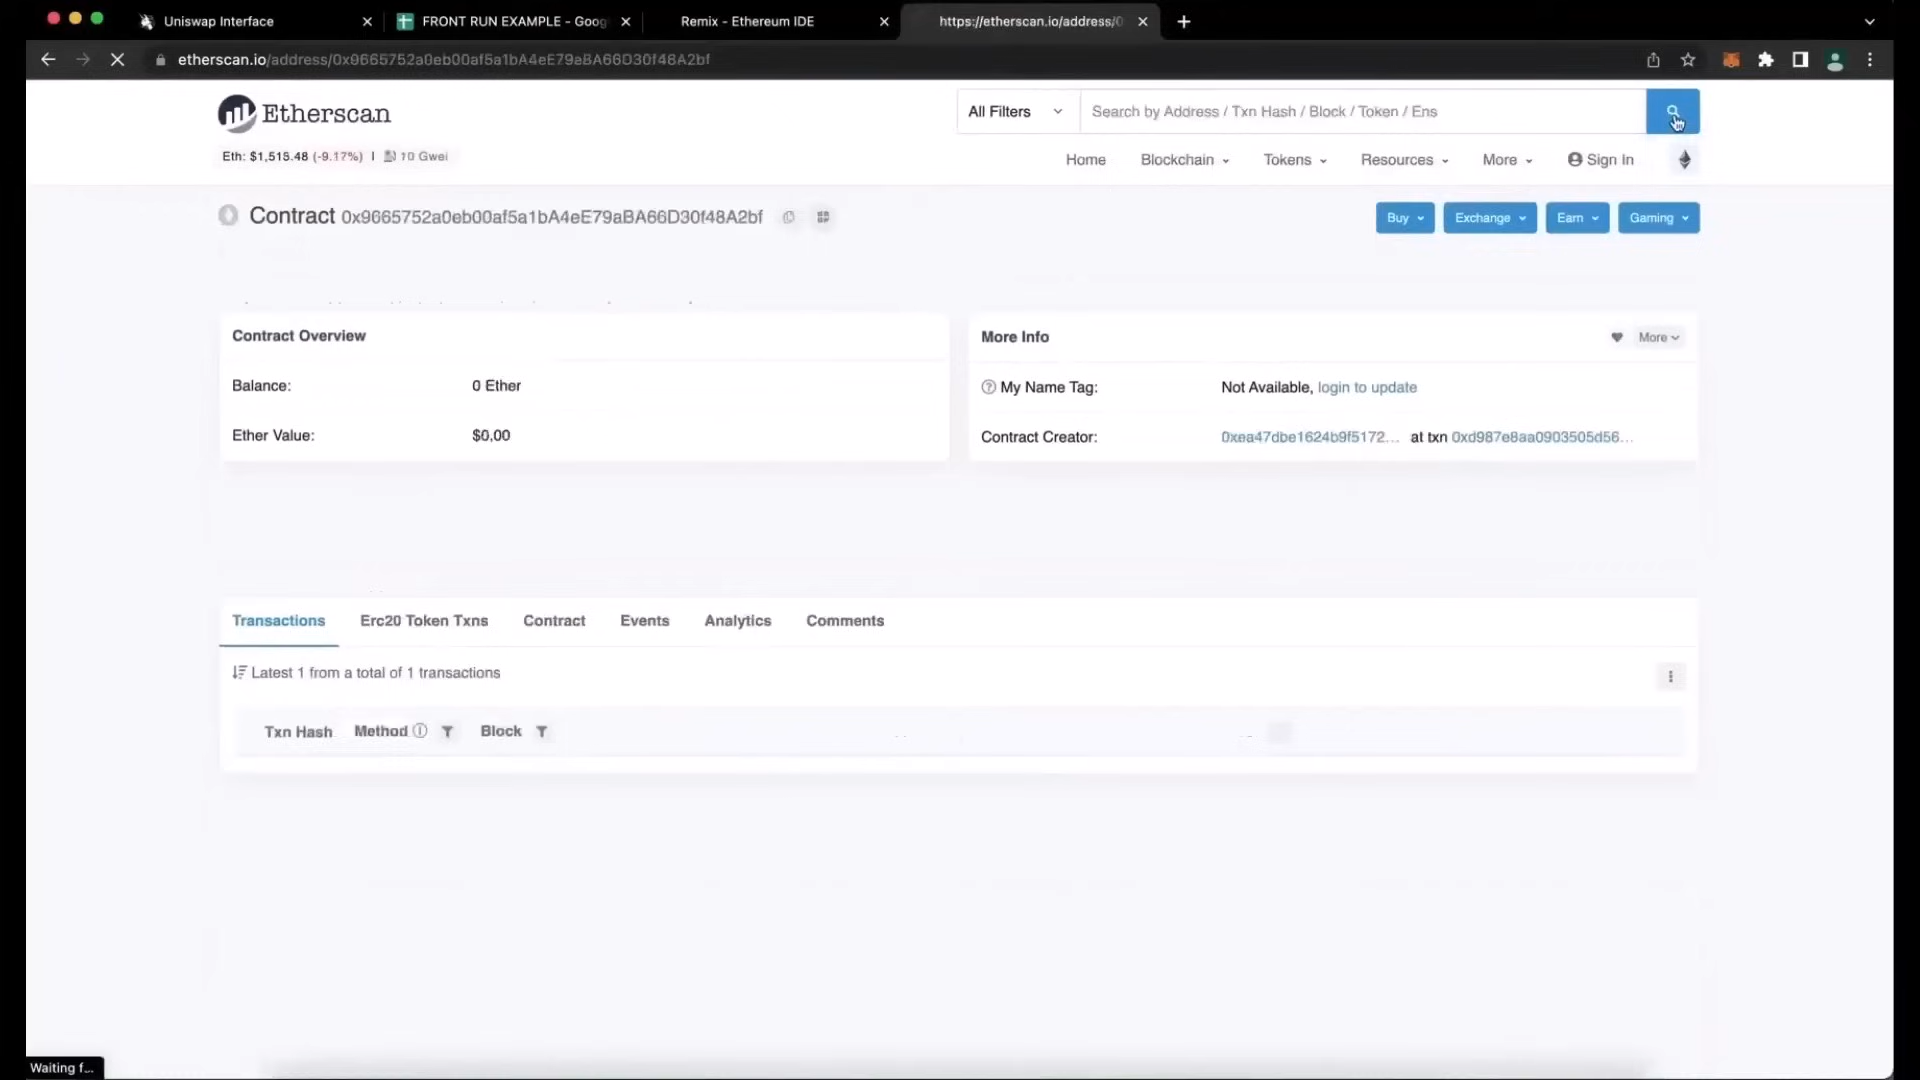 Uniswap Interface
FRONT RUN EXAMPLE - Goog
Remix - Ethereum IDE
https://etherscan.io/address/0
etherscan.io/address/0x9665752a0eb00af5a1bA4eE79aBA66D30f48A2bf
Etherscan
All Filters
Search by Address / Txn Hash / Block / Token / Ens
Eth: $1,515.48 (-9.17%) | 10 Gwei
Home Blockchain Tokens Resources More Sign In
Contract 0x9665752a0eb00af5a1bA4eE79aBA66D30f48A2bf
Buy Exchange Earn Gaming
Contract Overview
Balance: 0 Ether
Ether Value: $0,00
More Info
More
My Name Tag: Not Available, login to update
Contract Creator: 0xea47dbe1624b9f5172... at txn 0xd987e8aa0903505d56...
Transactions Erc20 Token Txns Contract Events Analytics Comments
Latest 1 from a total of 1 transactions
Txn Hash Method Block
Waiting f...